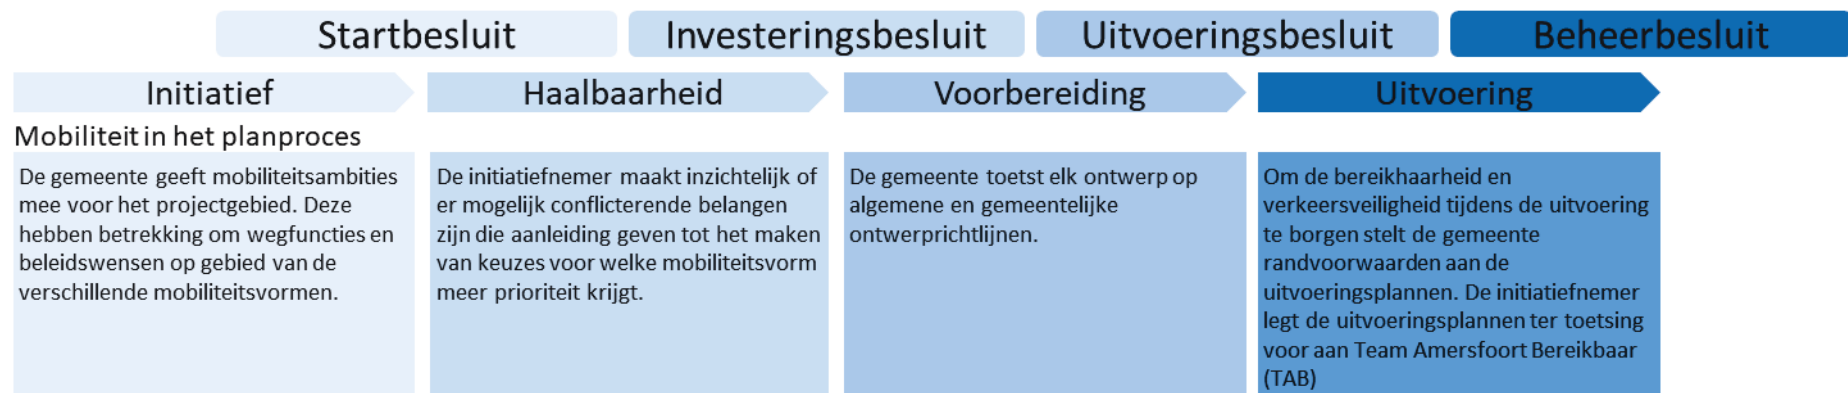 Startbesluit
Investeringsbesluit
Uitvoeringsbesluit
Beheerbesluit
Initiatief
Haalbaarheid
Voorbereiding
Uitvoering
Mobiliteit in het planproces
De gemeente geeft mobiliteitsambities
mee voor het projectgebied. Deze
hebben betrekking om wegfuncties en
beleidswensen op gebied van de
verschillende mobiliteitsvormen.
De initiatiefnemer maakt inzichtelijk of
er mogelijk conflicterende belangen
zijn die aanleiding geven tot het maken
van keuzes voor welke mobiliteitsvorm
meer prioriteit krijgt.
De gemeente toetst elk ontwerp op
algemene en gemeentelijke
ontwerprichtlijnen.
Om de bereikhaarheid en
verkeersveiligheid tijdens de uitvoering
te borgen stelt de gemeente
randvoorwaarden aan de
uitvoeringsplannen. De initiatiefnemer
legt de uitvoeringsplannen ter toetsing
voor aan Team Amersfoort Bereikbaar
(TAB)